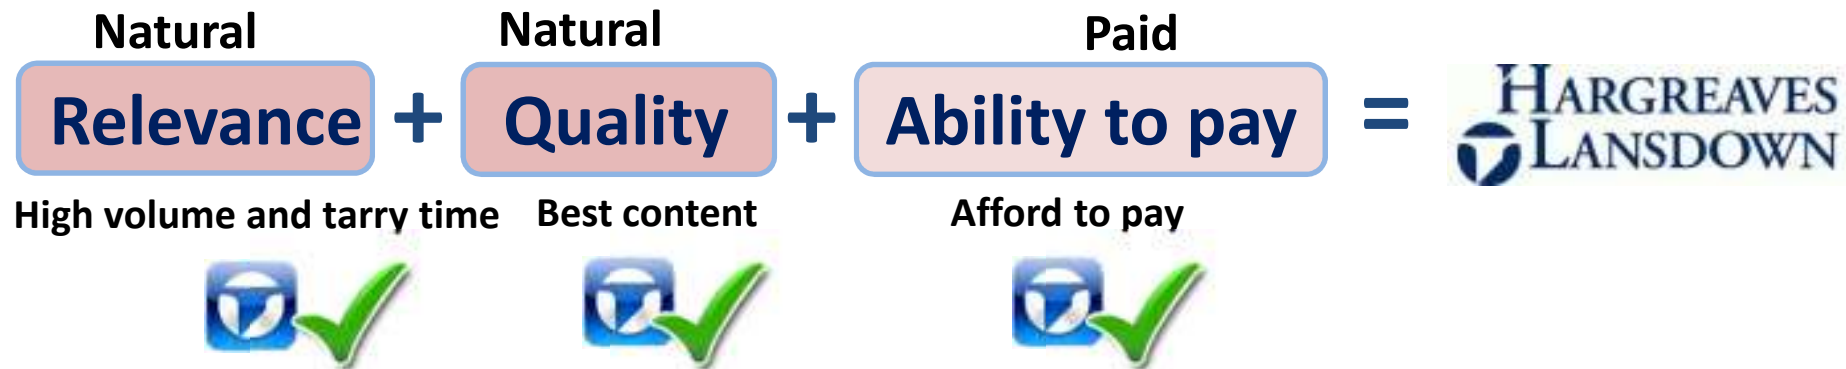 Natural Natural Paid
Relevance + Quality + Ability to pay = HARGREAVES LANSDOWN
High volume and tarry time Best content Afford to pay